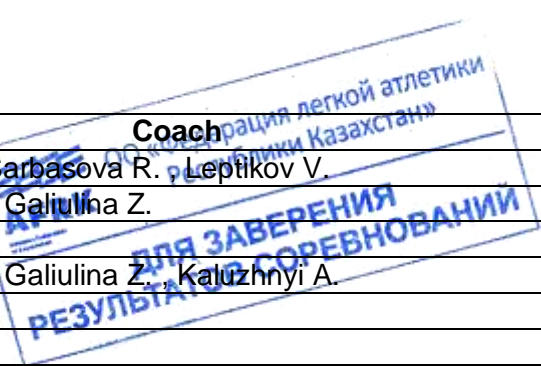 ОО «Федерация легкой атлетики
Республики Казахстан»
Coach
Sarbasova R. , Leptikov V.
Galiulina Z.
ДЛЯ ЗАВЕРЕНИЯ
РЕЗУЛЬТАТОВ СОРЕВНОВАНИЙ
Galiulina Z. , Kaluzhnyi A.